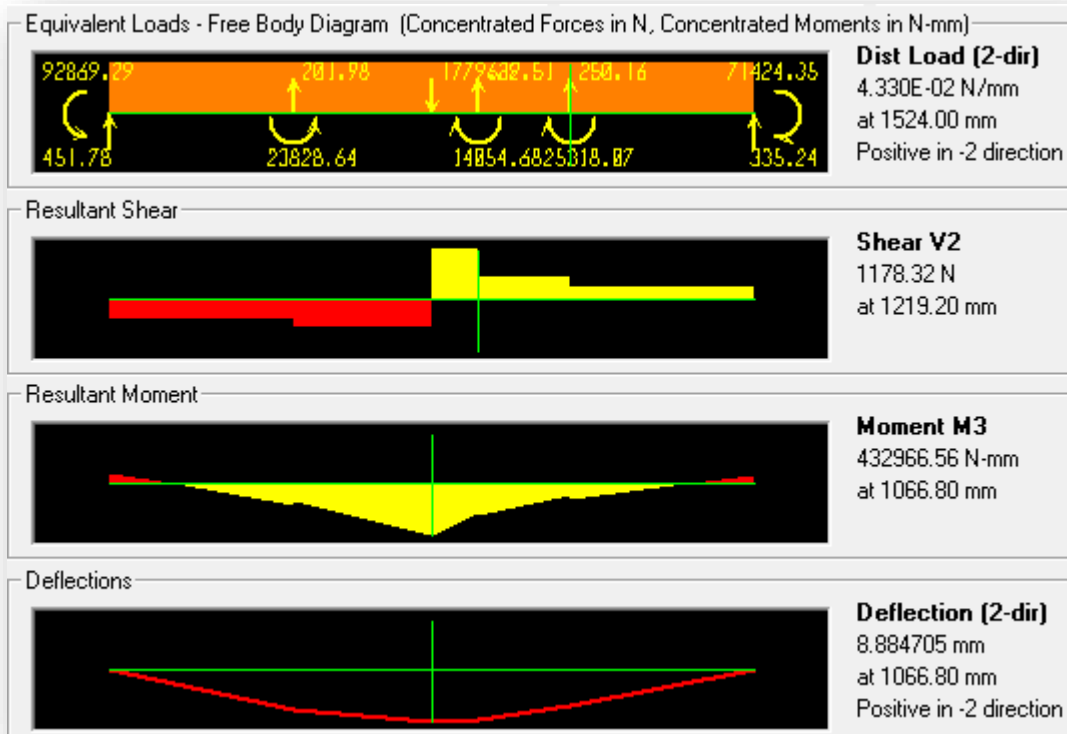 Equivalent Loads - Free Body Diagram (Concentrated Forces in N, Concentrated Moments in N-mm)
92869.29 201.98 250.16 71424.35
451.78 23828.64 14054.6825318.07 335.24
Dist Load (2-dir)
4.330E-02 N/mm
at 1524.00 mm
Positive in -2 direction
Resultant Shear
Shear V2
1178.32 N
at 1219.20 mm
Resultant Moment
Moment M3
432966.56 N-mm
at 1066.80 mm
Deflections
Deflection (2-dir)
8.884705 mm
at 1066.80 mm
Positive in -2 direction